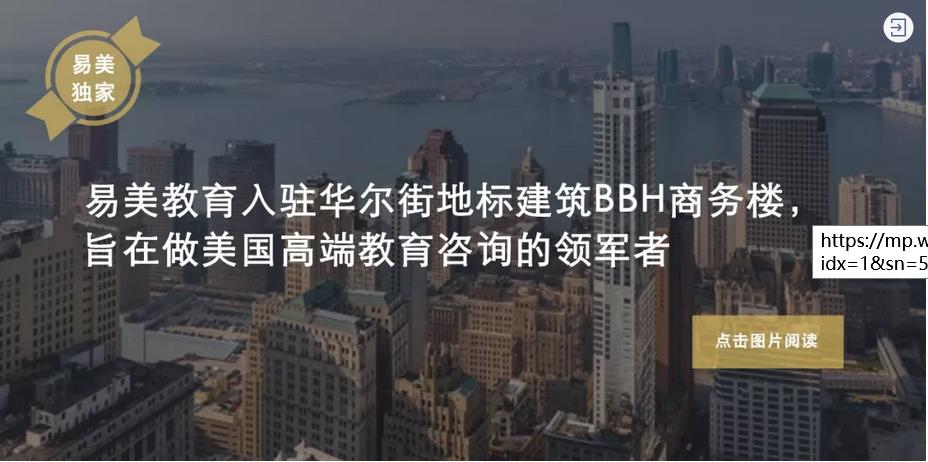 易美
独家
易美教育入驻华尔街地标建筑BBH商务楼，
旨在做美国高端教育咨询的领军者
https://mp.w
idx=1&sn=5
点击图片阅读